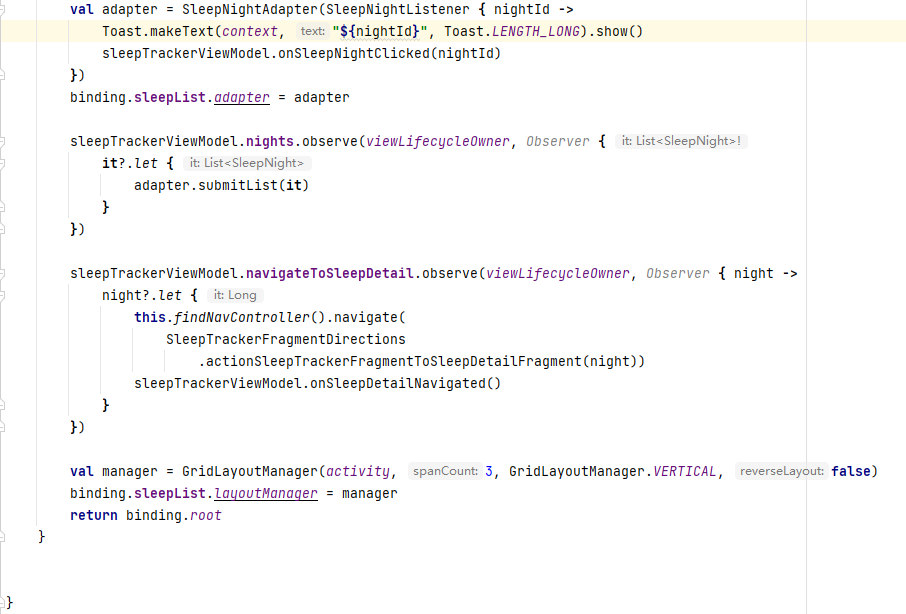 val adapter = SleepNightAdapter(SleepNightListener { nightId ->
Toast.makeText(context, text: "${nightId}", Toast.LENGTH_LONG).show()
sleepTrackerViewModel.onSleepNightClicked(nightId)
})
binding.sleepList.adapter = adapter
sleepTrackerViewModel.nights.observe(viewLifecycleOwner, Observer { it: List<SleepNight>!
it?.let { it: List<SleepNight>
adapter.submitList(it)
}
})
sleepTrackerViewModel.navigateToSleepDetail.observe(viewLifecycleOwner, Observer { night ->
night?.let { it: Long
this.findNavController().navigate(
SleepTrackerFragmentDirections
.actionSleepTrackerFragmentToSleepDetailFragment(night))
sleepTrackerViewModel.onSleepDetailNavigated()
}
})
val manager = GridLayoutManager(activity, spanCount: 3, GridLayoutManager.VERTICAL, reverseLayout: false)
binding.sleepList.layoutManager = manager
return binding.root
}
}